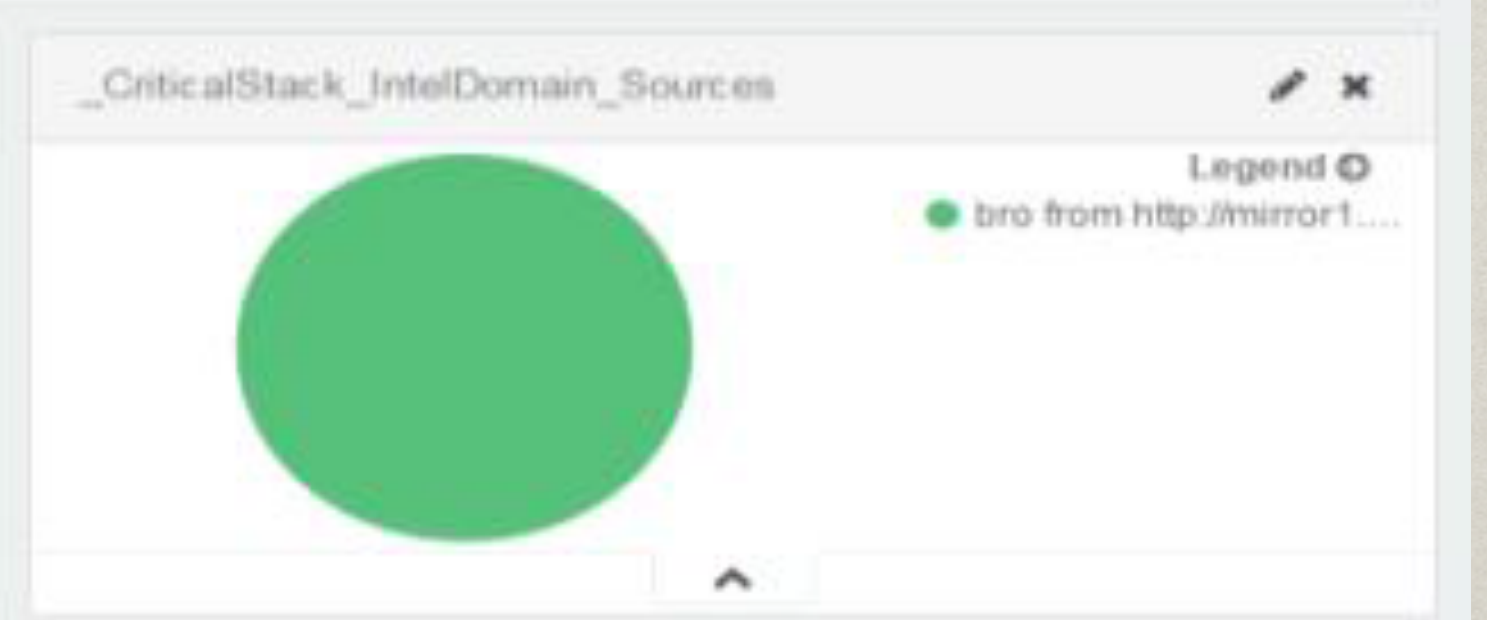 _CriticalStack_IntelDomain_Sources
Legend
bro from http://mirror1....